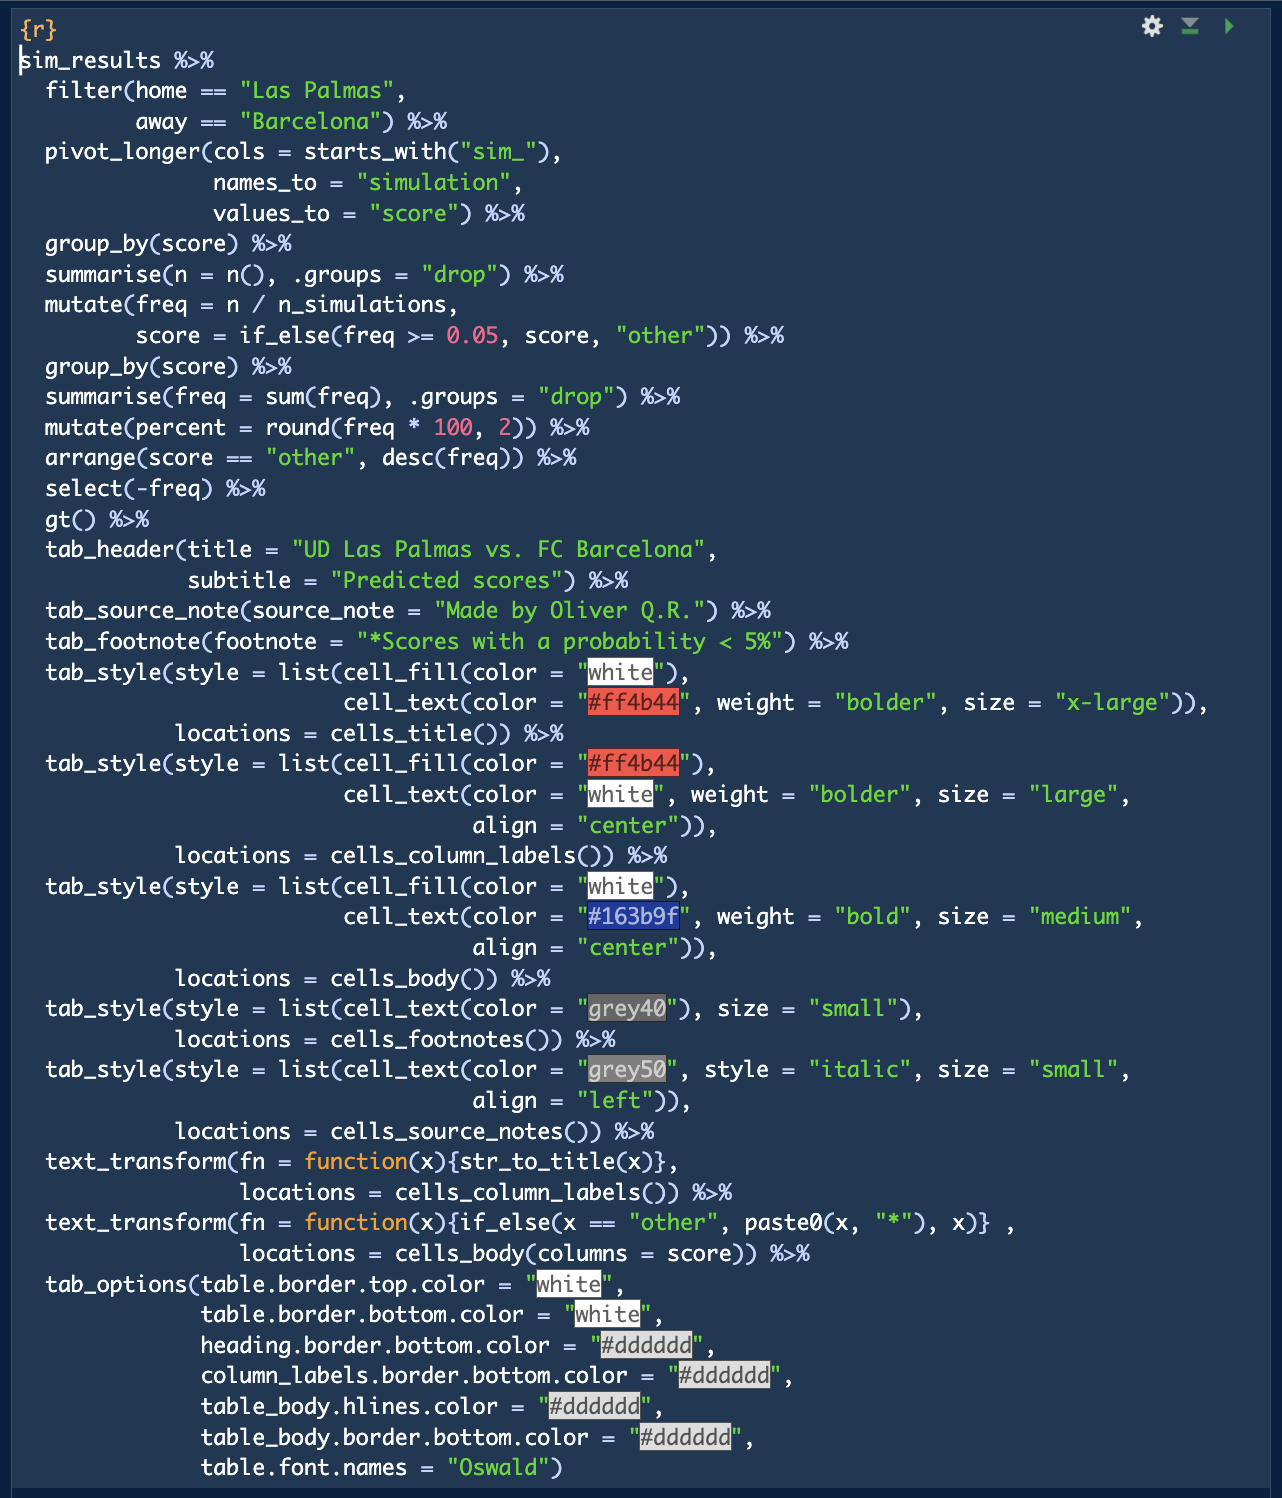 {r}
sim_results %>%
  filter(home == "Las Palmas",
         away == "Barcelona") %>%
  pivot_longer(cols = starts_with("sim_"),
               names_to = "simulation",
               values_to = "score") %>%
  group_by(score) %>%
  summarise(n = n(), .groups = "drop") %>%
  mutate(freq = n / n_simulations,
         score = if_else(freq >= 0.05, score, "other")) %>%
  group_by(score) %>%
  summarise(freq = sum(freq), .groups = "drop") %>%
  mutate(percent = round(freq * 100, 2)) %>%
  arrange(score == "other", desc(freq)) %>%
  select(-freq) %>%
  gt() %>%
  tab_header(title = "UD Las Palmas vs. FC Barcelona",
             subtitle = "Predicted scores") %>%
  tab_source_note(source_note = "Made by Oliver Q.R.") %>%
  tab_footnote(footnote = "*Scores with a probability < 5%") %>%
  tab_style(style = list(cell_fill(color = "white"),
                         cell_text(color = "#ff4b44", weight = "bolder", size = "x-large")),
            locations = cells_title()) %>%
  tab_style(style = list(cell_fill(color = "#ff4b44"),
                         cell_text(color = "white", weight = "bolder", size = "large",
                                   align = "center")),
            locations = cells_column_labels()) %>%
  tab_style(style = list(cell_fill(color = "white"),
                         cell_text(color = "#163b9f", weight = "bold", size = "medium",
                                   align = "center")),
            locations = cells_body()) %>%
  tab_style(style = list(cell_text(color = "grey40"), size = "small"),
            locations = cells_footnotes()) %>%
  tab_style(style = list(cell_text(color = "grey50", style = "italic", size = "small",
                                   align = "left")),
            locations = cells_source_notes()) %>%
  text_transform(fn = function(x){str_to_title(x)},
                 locations = cells_column_labels()) %>%
  text_transform(fn = function(x){if_else(x == "other", paste0(x, "*"), x)} ,
                 locations = cells_body(columns = score)) %>%
  tab_options(table.border.top.color = "white",
              table.border.bottom.color = "white",
              heading.border.bottom.color = "#dddddd",
              column_labels.border.bottom.color = "#dddddd",
              table_body.hlines.color = "#dddddd",
              table_body.border.bottom.color = "#dddddd",
              table.font.names = "Oswald")